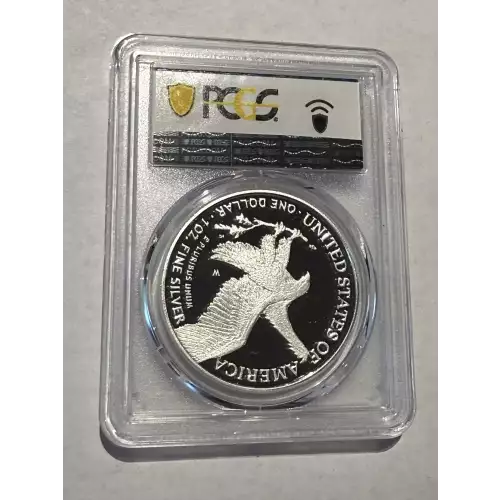 PCGS
UNITED STATES OF AMERICA
E PLURIBUS UNUM
W
1 OZ. FINE SILVER · ONE DOLLAR